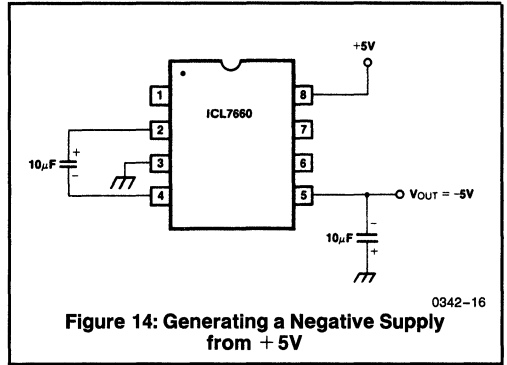 +5V
ICL7660
1
8
2
7
+
10μF
-
3
6
4
5
VOUT = -5V
-
10μF
+
0342-16
Figure 14: Generating a Negative Supply
from +5V